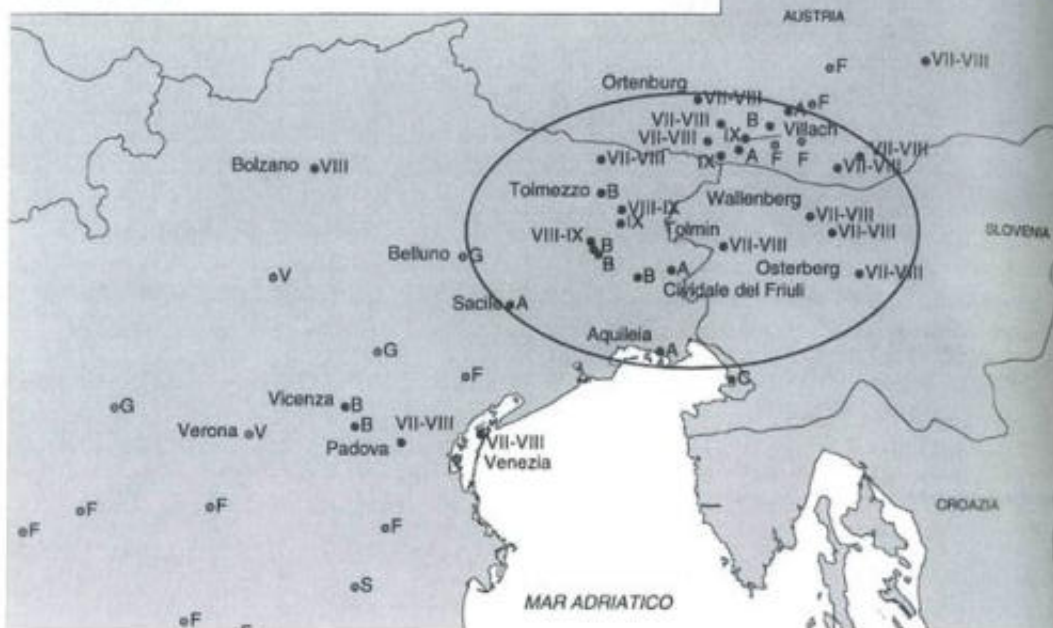 AUSTRIA
F
VII-VIII
Ortenburg
VII-VIII
A
F
VII-VIII
B
Villach
VII-VIII
IX
F
F
IX
A
VII-VIII
VII-VIII
VII-VIII
Bolzano
VIII
Tolmezzo
B
Wallenberg
VIII-IX
VII-VIII
IX
Tolmin
VII-VIII
SLOVENIA
VIII-IX
B
B
VII-VIII
Belluno
G
B
A
Osterberg
VII-VIII
V
Cividale del Friuli
Sacile
A
Aquileia
A
G
F
G
G
Vicenza
B
B
Verona
V
Padova
VII-VIII
VII-VIII
Venezia
F
F
F
F
CROAZIA
S
MAR ADRIATICO
F